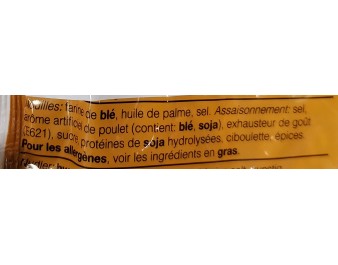 Nouilles: farine de blé, huile de palme, sel. Assaisonnement: sel,
arôme artificiel de poulet (contient: blé, soja), exhausteur de goût
(E621), sucre, protéines de soja hydrolysées, ciboulette, épices.
Pour les allergènes, voir les ingrédients en gras.